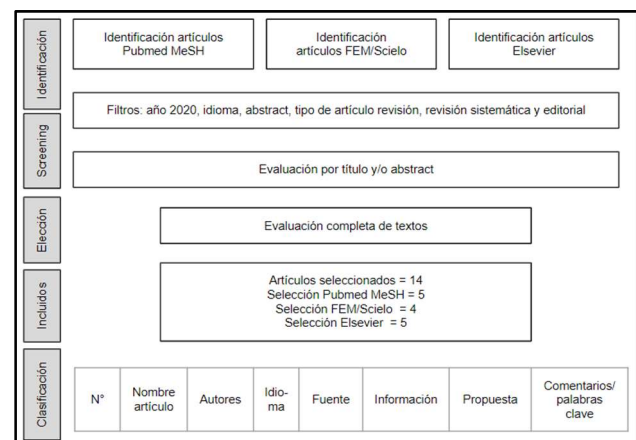 Identificación
Identificación artículos
Pubmed MeSH
Identificación
artículos FEM/Scielo
Identificación artículos
Elsevier
Filtros: año 2020, idioma, abstract, tipo de artículo revisión, revisión sistemática y editorial
Screening
Evaluación por título y/o abstract
Elección
Evaluación completa de textos
Incluidos
Artículos seleccionados = 14
Selección Pubmed MeSH = 5
Selección FEM/Scielo = 4
Selección Elsevier = 5
Clasificación
N°
Nombre
artículo
Autores
Idio-
ma
Fuente
Información
Propuesta
Comentarios/
palabras
clave